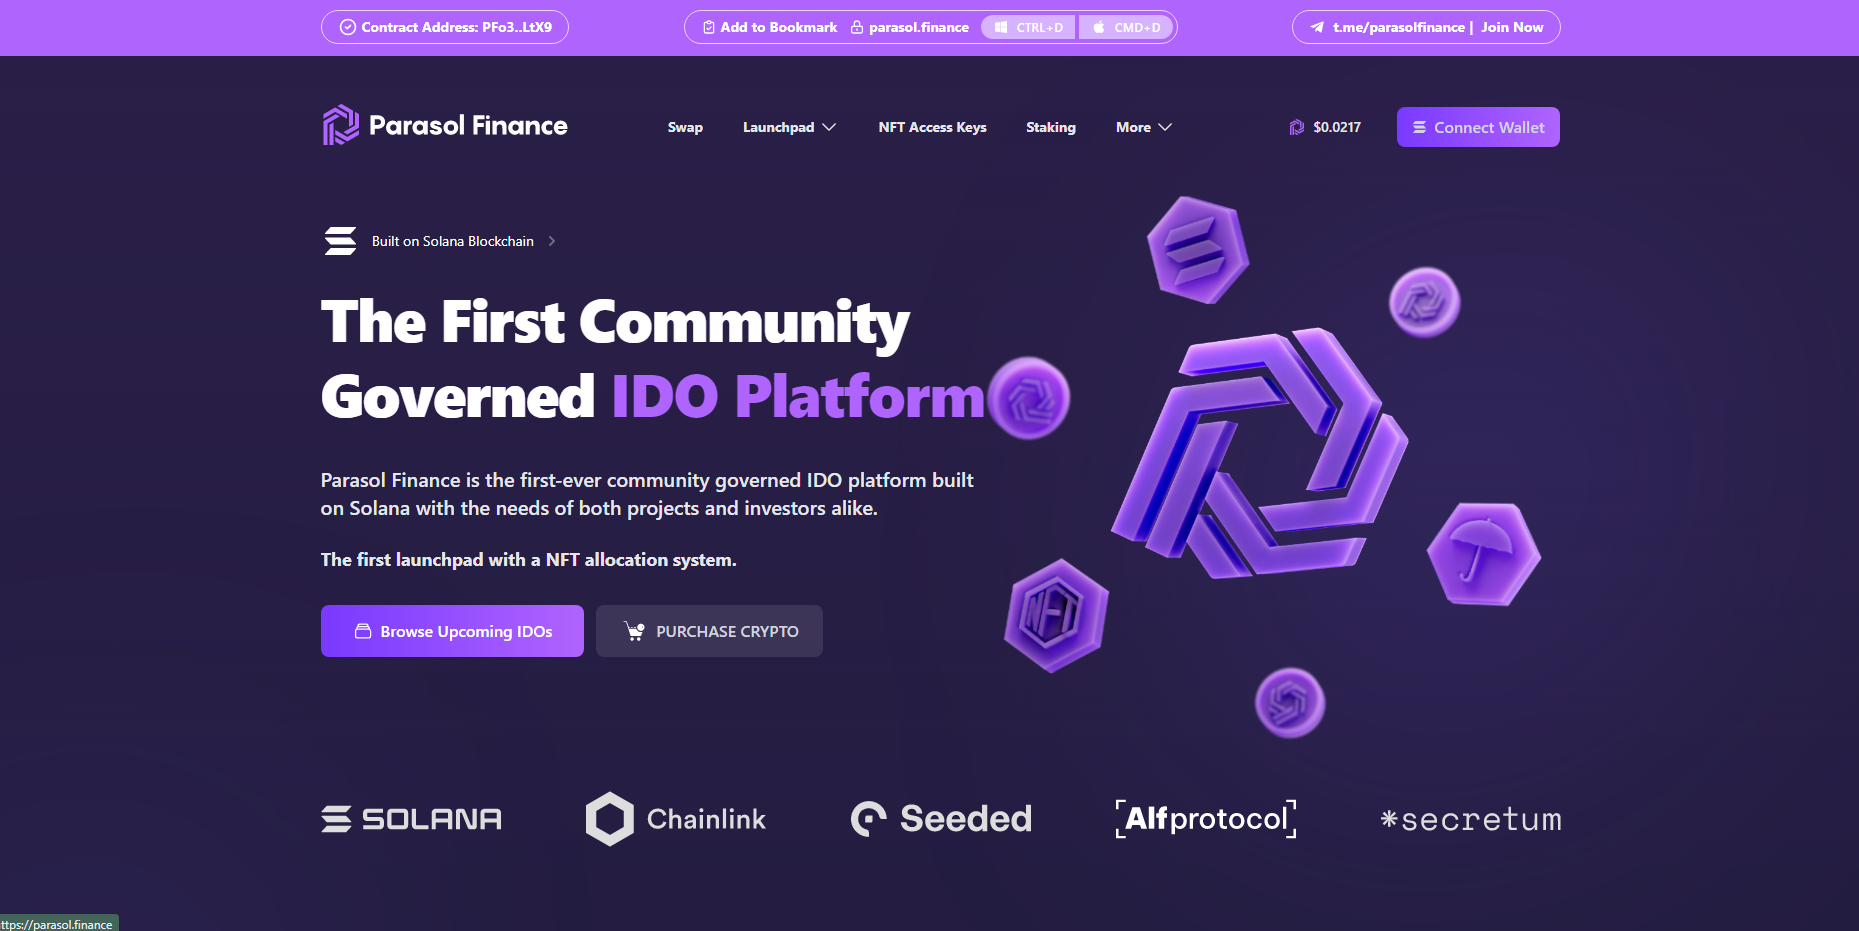 Contract Address: PFo3..LtX9
Add to Bookmark parasol.finance CTRL+D CMD+D
t.me/parasolfinance | Join Now
Parasol Finance
Swap Launchpad NFT Access Keys Staking More
$0.0217
Connect Wallet
Built on Solana Blockchain
The First Community
Governed IDO Platform
Parasol Finance is the first-ever community governed IDO platform built
on Solana with the needs of both projects and investors alike.
The first launchpad with a NFT allocation system.
Browse Upcoming IDOs
PURCHASE CRYPTO
NFT
SOLANA
Chainlink
Seeded
[Alfprotocol]
*secretum
ttps://parasol.finance